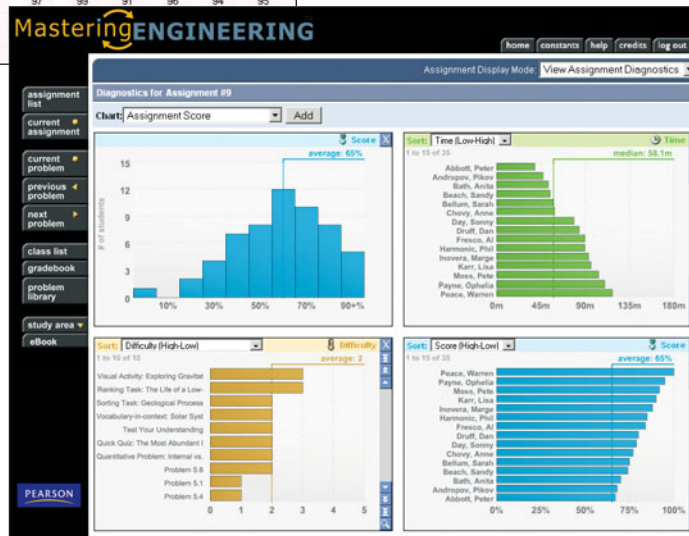 97 99 91 96 94 95
Mastering ENGINEERING™
home constants help credits log out
Assignment Display Mode: View Assignment Diagnostics
assignment list
current assignment
current problem
previous problem
next problem
class list
gradebook
problem library
study area
eBook
PEARSON
Diagnostics for Assignment #9
Chart: Assignment Score Add
Score X
average: 65%
# of students
15
12
9
6
3
0
10% 30% 50% 70% 90+%
Sort: Time (Low-High) Time
1 to 15 of 35
median: 58.1m
Abbott, Peter
Andropov, Pikov
Bath, Anita
Beach, Sandy
Bellum, Sarah
Chovy, Anne
Day, Sonny
Druff, Dan
Fresco, Al
Harmonic, Phil
Inovera, Marge
Karr, Lisa
Moss, Pete
Payne, Ophelia
Peace, Warren
0m 45m 90m 135m 180m
Sort: Difficulty (High-Low) Difficulty X
1 to 10 of 10
average: 2
Visual Activity: Exploring Gravitat
Ranking Task: The Life of a Low-
Sorting Task: Geological Process
Vocabulary-in-context: Solar Syst
Test Your Understanding
Quick Quiz: The Most Abundant I
Quantitative Problem: Internal vs.
Problem 5.6
Problem 5.1
Problem 5.4
0 1 2 3 4 5
Sort: Score (High-Low) Score
1 to 15 of 35
average: 65%
Peace, Warren
Payne, Ophelia
Moss, Pete
Karr, Lisa
Inovera, Marge
Harmonic, Phil
Fresco, Al
Druff, Dan
Day, Sonny
Chovy, Anne
Bellum, Sarah
Beach, Sandy
Bath, Anita
Andropov, Pikov
Abbott, Peter
0% 25% 50% 75% 100%